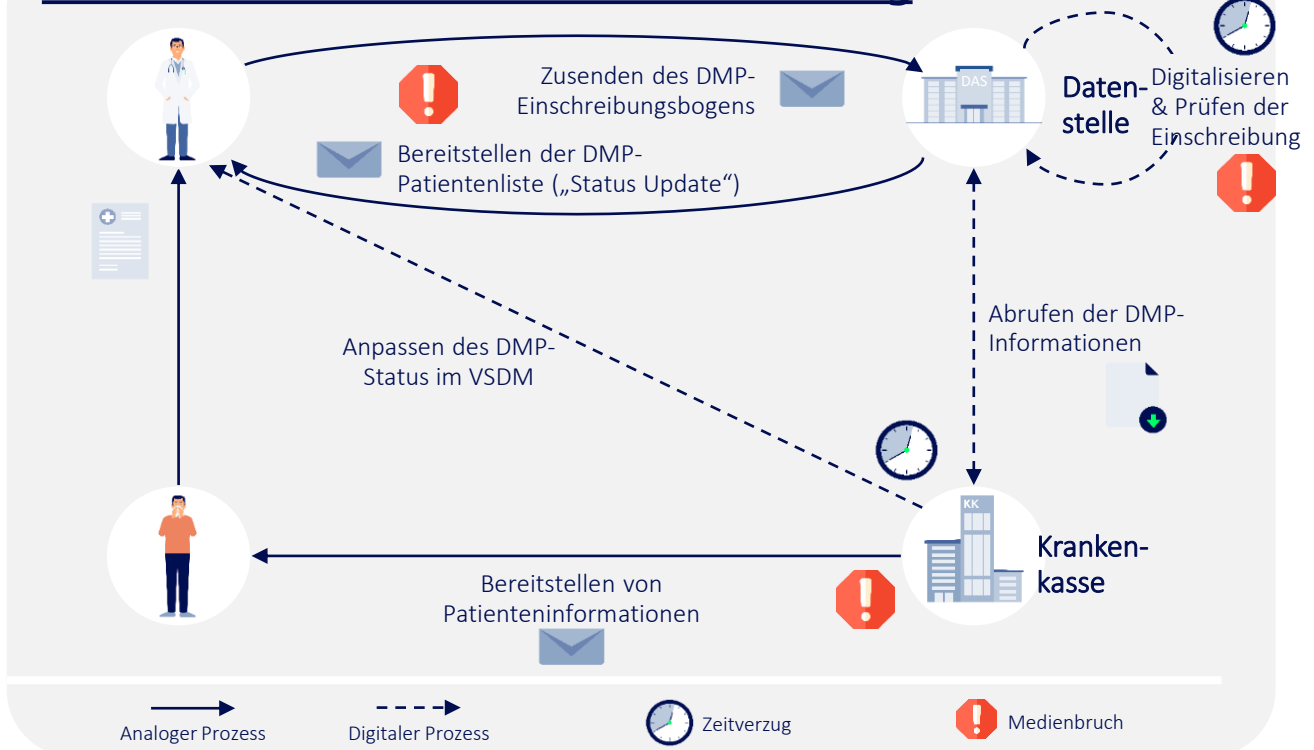 Zusenden des DMP-
Einschreibungsbogens
DAS
Daten-
stelle
Digitalisieren
& Prüfen der
Einschreibung
Bereitstellen der DMP-
Patientenliste („Status Update“)
Anpassen des DMP-
Status im VSDM
Abrufen der DMP-
Informationen
KK
Kranken-
kasse
Bereitstellen von
Patienteninformationen
Analoger Prozess
Digitaler Prozess
Zeitverzug
Medienbruch